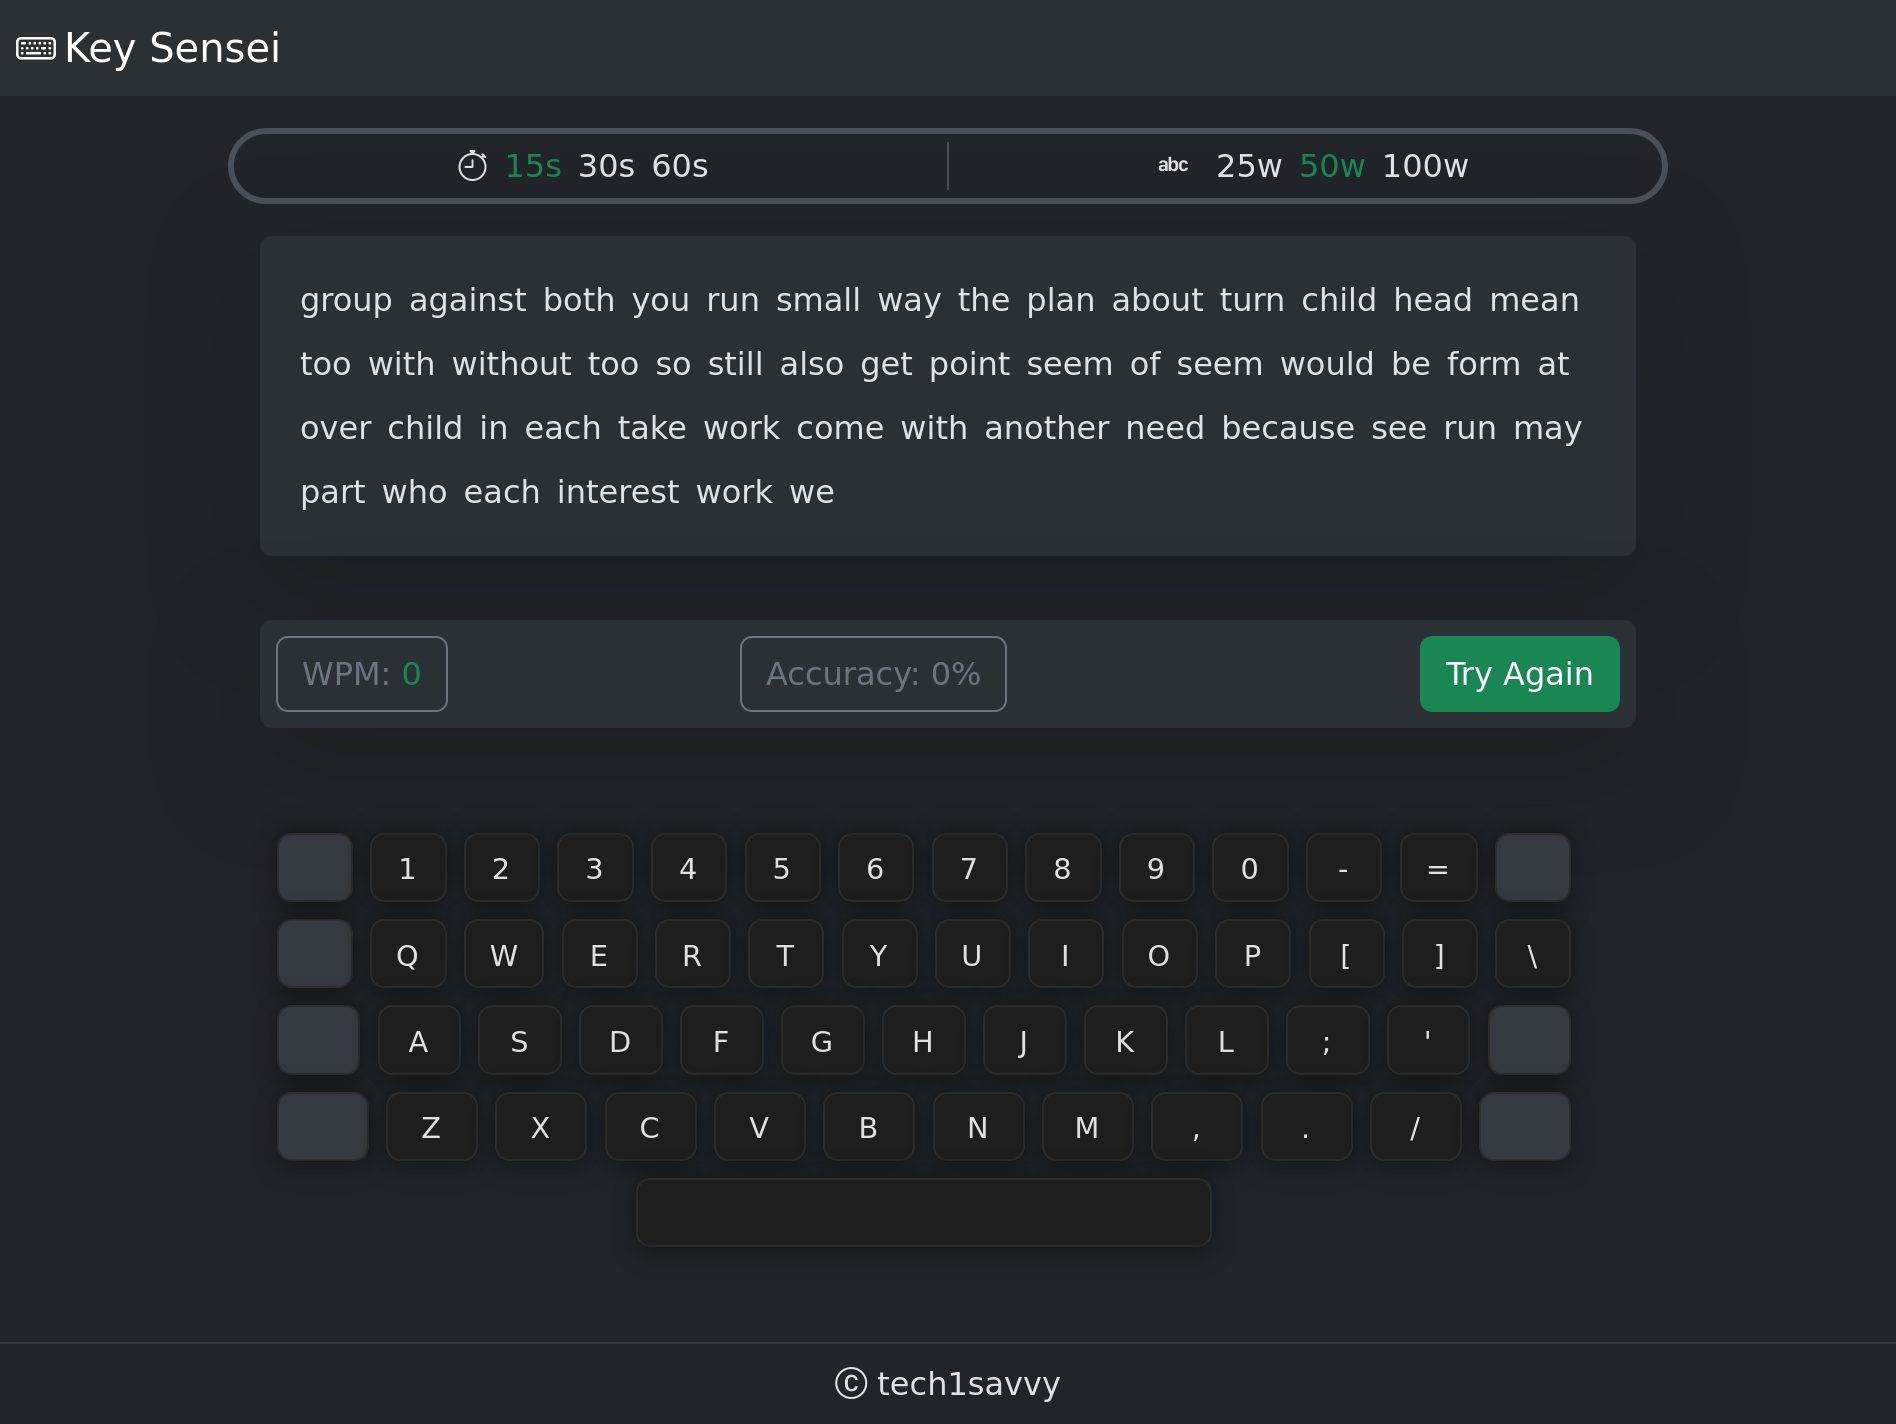 Key Sensei
15s 30s 60s abc 25w 50w 100w
group against both you run small way the plan about turn child head mean
too with without too so still also get point seem of seem would be form at
over child in each take work come with another need because see run may
part who each interest work we
WPM: 0 Accuracy: 0% Try Again
1 2 3 4 5 6 7 8 9 0 - =
Q W E R T Y U I O P [ ] \
A S D F G H J K L ; '
Z X C V B N M , . /
© tech1savvy